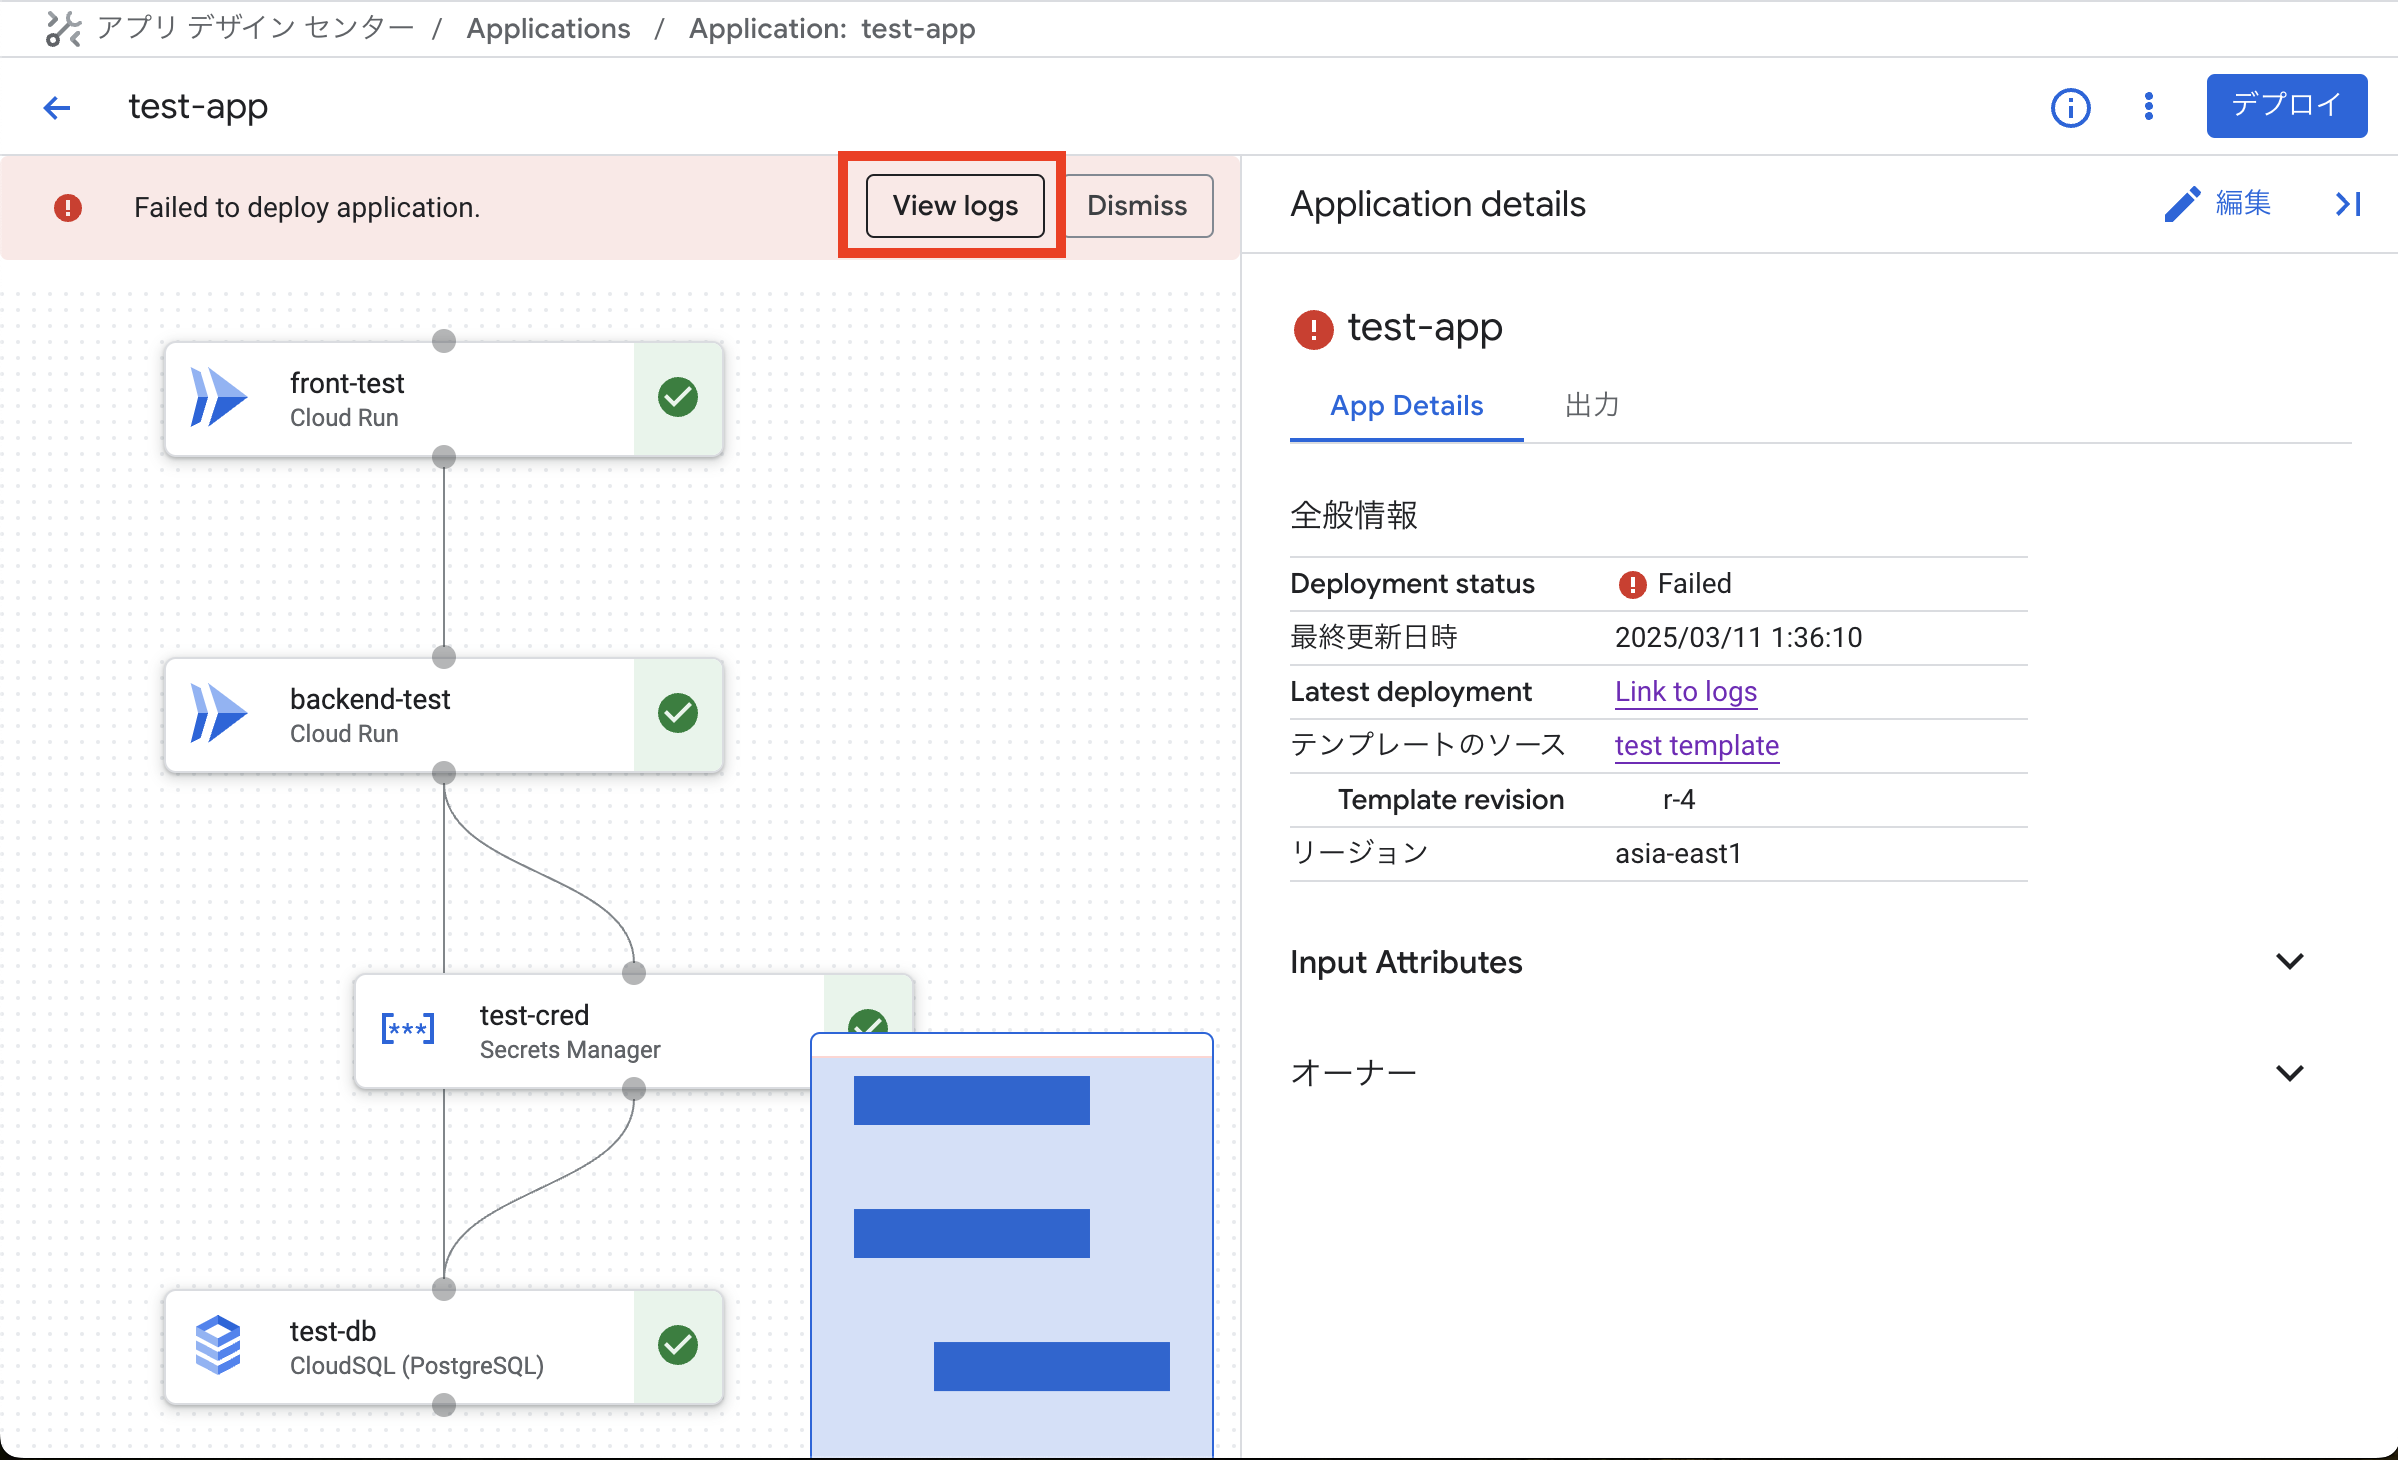 アプリ デザイン センター / Applications / Application: test-app
test-app
デプロイ
Failed to deploy application.
View logs
Dismiss
front-test
Cloud Run
backend-test
Cloud Run
test-cred
Secrets Manager
[***]
test-db
CloudSQL (PostgreSQL)
Application details
編集
test-app
App Details
出力
全般情報
Deployment status Failed
最終更新日時 2025/03/11 1:36:10
Latest deployment Link to logs
テンプレートのソース test template
Template revision r-4
リージョン asia-east1
Input Attributes
オーナー